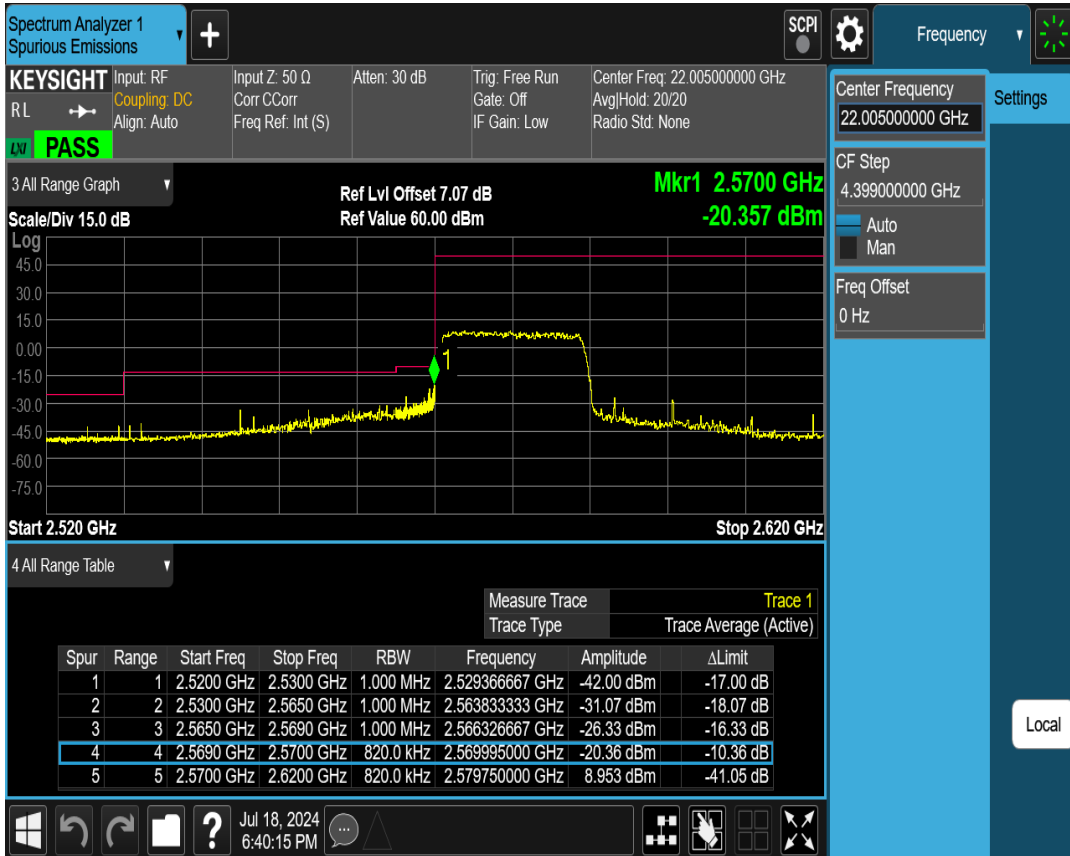 Spectrum Analyzer 1
Spurious Emissions
+
SCPI
Frequency
KEYSIGHT
RL
LXI
PASS
Input: RF
Coupling: DC
Align: Auto
Input Z: 50 Ω
Corr CCorr
Freq Ref: Int (S)
Atten: 30 dB
Trig: Free Run
Gate: Off
IF Gain: Low
Center Freq: 22.005000000 GHz
Avg|Hold: 20/20
Radio Std: None
Center Frequency
22.005000000 GHz
Settings
CF Step
4.399000000 GHz
Auto
Man
Freq Offset
0 Hz
Local
3 All Range Graph
Scale/Div 15.0 dB
Ref Lvl Offset 7.07 dB
Ref Value 60.00 dBm
Mkr1 2.5700 GHz
-20.357 dBm
Log
45.0
30.0
15.0
0.00
-15.0
-30.0
-45.0
-60.0
-75.0
1
Start 2.520 GHz
Stop 2.620 GHz
4 All Range Table
Measure Trace Trace 1
Trace Type Trace Average (Active)
Spur Range Start Freq Stop Freq RBW Frequency Amplitude ΔLimit
1 1 2.5200 GHz 2.5300 GHz 1.000 MHz 2.529366667 GHz -42.00 dBm -17.00 dB
2 2 2.5300 GHz 2.5650 GHz 1.000 MHz 2.563833333 GHz -31.07 dBm -18.07 dB
3 3 2.5650 GHz 2.5690 GHz 1.000 MHz 2.566326667 GHz -26.33 dBm -16.33 dB
4 4 2.5690 GHz 2.5700 GHz 820.0 kHz 2.569995000 GHz -20.36 dBm -10.36 dB
5 5 2.5700 GHz 2.6200 GHz 820.0 kHz 2.579750000 GHz 8.953 dBm -41.05 dB
?
Jul 18, 2024
6:40:15 PM